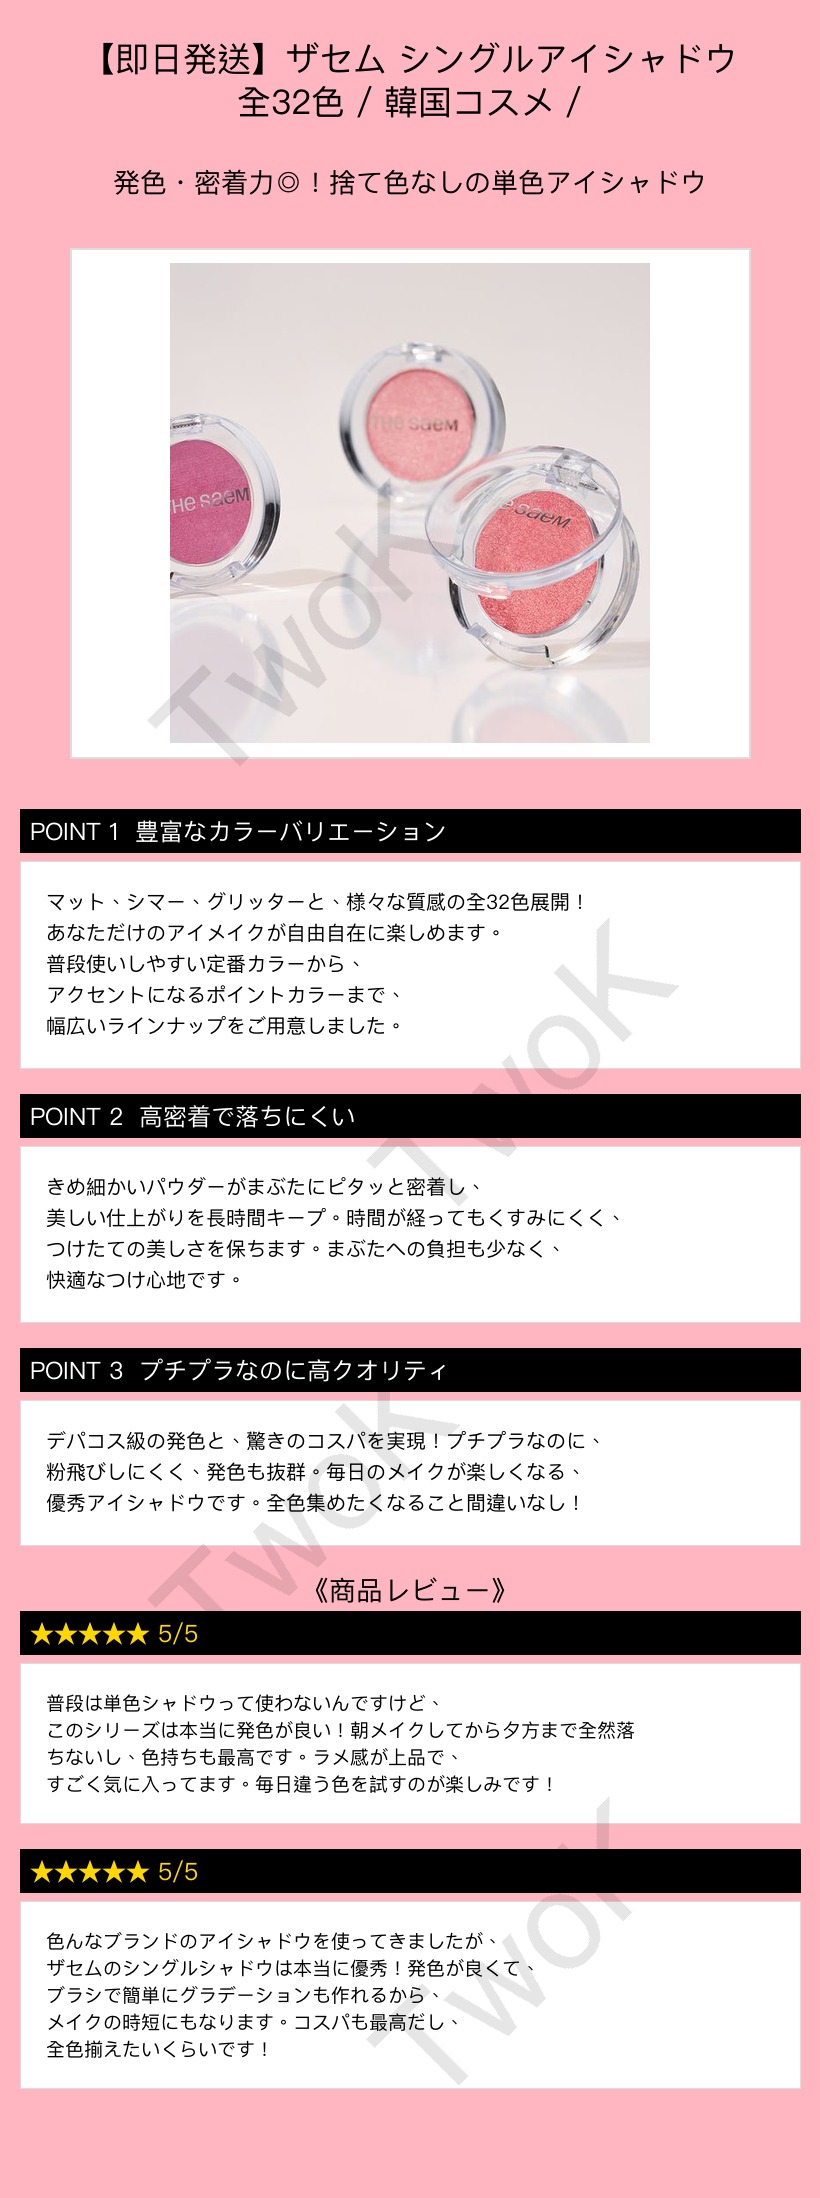 【即日発送】ザセム シングルアイシャドウ
全32色 / 韓国コスメ /
発色・密着力◎！捨て色なしの単色アイシャドウ
THE SAEM
THE SAEM
THE SAEM
TwoK
POINT 1 豊富なカラーバリエーション
マット、シマー、グリッターと、様々な質感の全32色展開！
あなただけのアイメイクが自由自在に楽しめます。
普段使いしやすい定番カラーから、
アクセントになるポイントカラーまで、
幅広いラインナップをご用意しました。
TwoK
POINT 2 高密着で落ちにくい
きめ細かいパウダーがまぶたにピタッと密着し、
美しい仕上がりを長時間キープ。時間が経ってもくすみにくく、
つけたての美しさを保ちます。まぶたへの負担も少なく、
快適なつけ心地です。
POINT 3 プチプラなのに高クオリティ
デパコス級の発色と、驚きのコスパを実現！プチプラなのに、
粉飛びしにくく、発色も抜群。毎日のメイクが楽しくなる、
優秀アイシャドウです。全色集めたくなること間違いなし！
TwoK
《商品レビュー》
★★★★★ 5/5
普段は単色シャドウって使わないんですけど、
このシリーズは本当に発色が良い！朝メイクしてから夕方まで全然落
ちないし、色持ちも最高です。ラメ感が上品で、
すごく気に入ってます。毎日違う色を試すのが楽しみです！
★★★★★ 5/5
色んなブランドのアイシャドウを使ってきましたが、
ザセムのシングルシャドウは本当に優秀！発色が良くて、
ブラシで簡単にグラデーションも作れるから、
メイクの時短にもなります。コスパも最高だし、
全色揃えたいくらいです！
TwoK